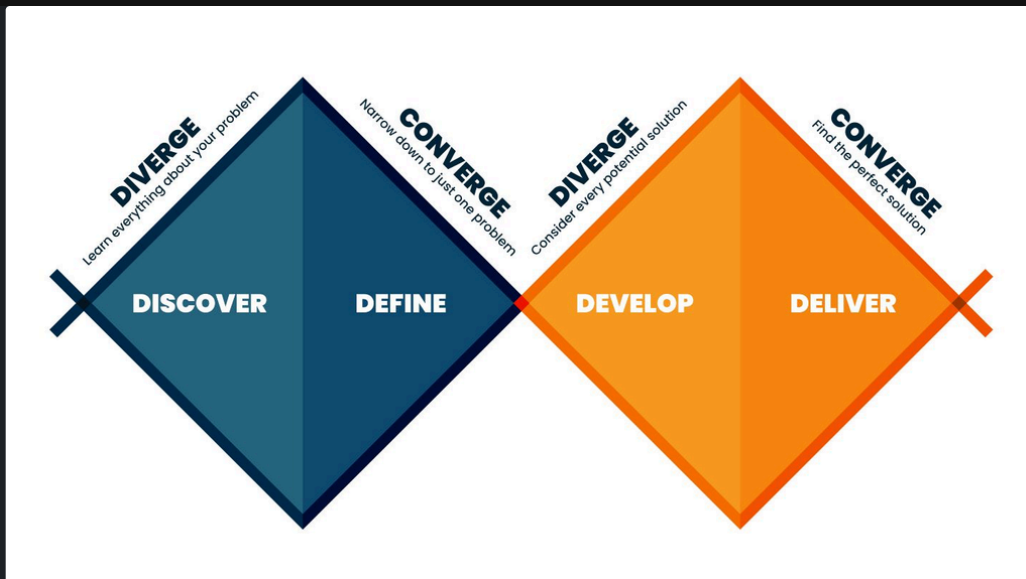 DIVERGE
Learn everything about your problem
CONVERGE
Narrow down to just one problem
DIVERGE
Consider every potential solution
CONVERGE
Find the perfect solution
DISCOVER
DEFINE
DEVELOP
DELIVER